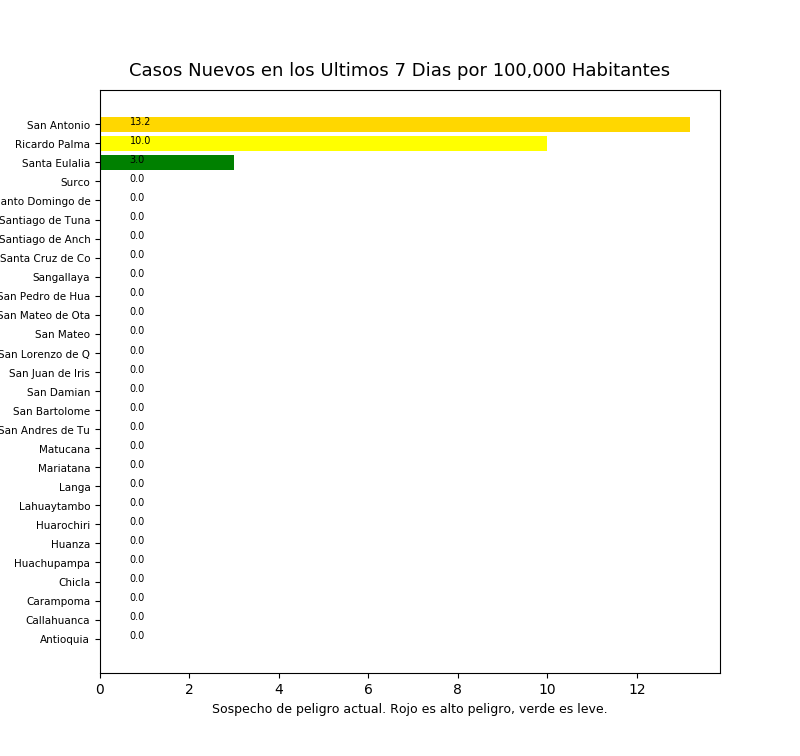 Casos Nuevos en los Ultimos 7 Dias por 100,000 Habitantes
San Antonio 13.2
Ricardo Palma 10.0
Santa Eulalia 3.0
Surco 0.0
anto Domingo de 0.0
Santiago de Tuna 0.0
Santiago de Anch 0.0
Santa Cruz de Co 0.0
Sangallaya 0.0
San Pedro de Hua 0.0
San Mateo de Ota 0.0
San Mateo 0.0
San Lorenzo de Q 0.0
San Juan de Iris 0.0
San Damian 0.0
San Bartolome 0.0
San Andres de Tu 0.0
Matucana 0.0
Mariatana 0.0
Langa 0.0
Lahuaytambo 0.0
Huarochiri 0.0
Huanza 0.0
Huachupampa 0.0
Chicla 0.0
Carampoma 0.0
Callahuanca 0.0
Antioquia 0.0
0 2 4 6 8 10 12
Sospecho de peligro actual. Rojo es alto peligro, verde es leve.